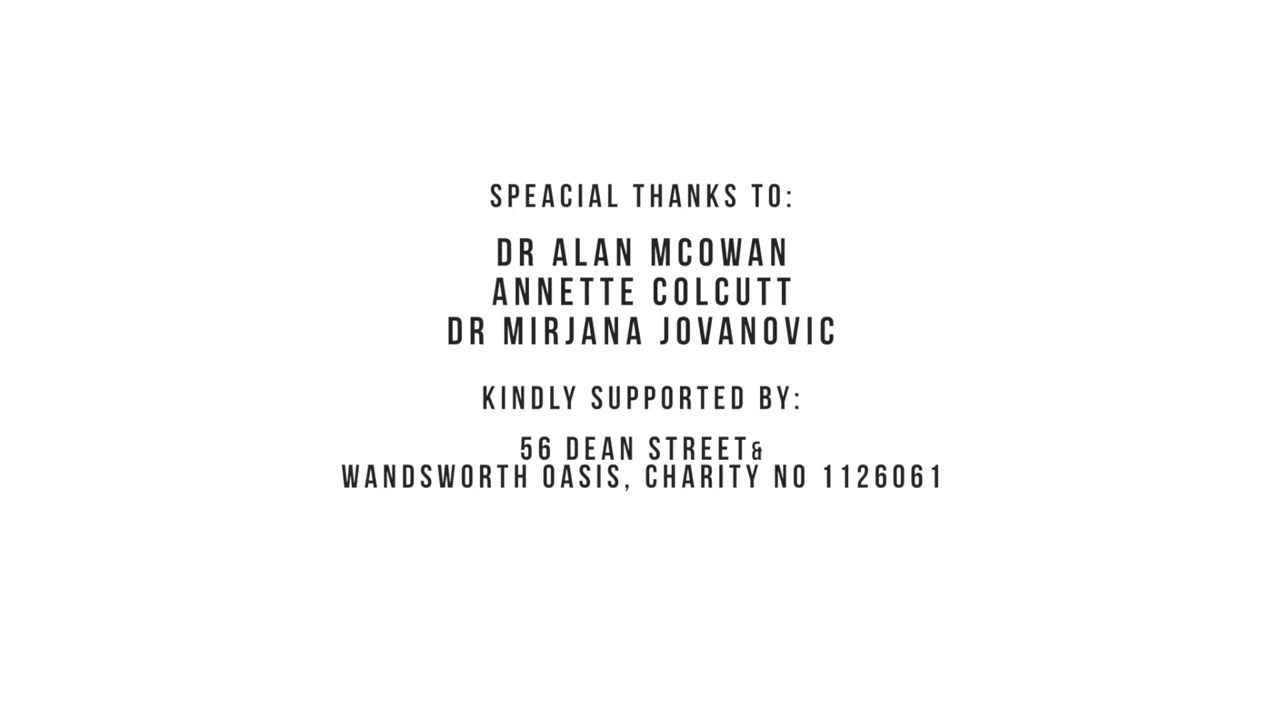 SPEACIAL THANKS TO:
DR ALAN MCOWAN
ANNETTE COLCUTT
DR MIRJANA JOVANOVIC
KINDLY SUPPORTED BY:
56 DEAN STREET&
WANDSWORTH OASIS, CHARITY NO 1126061